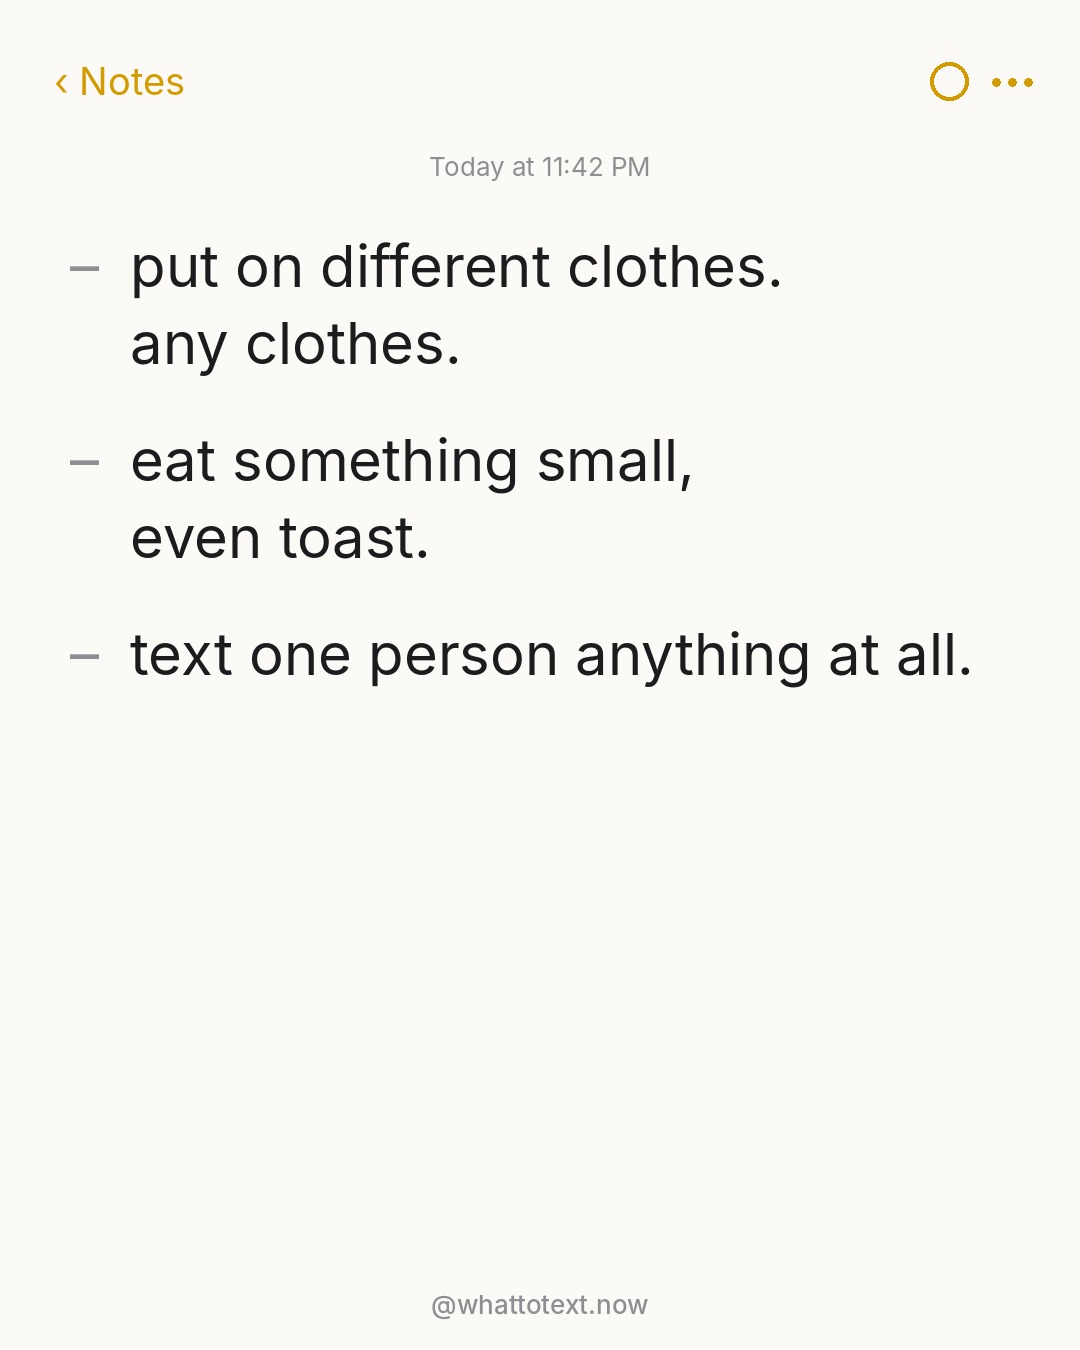 ‹ Notes
Today at 11:42 PM
– put on different clothes.
any clothes.
– eat something small,
even toast.
– text one person anything at all.
@whattotext.now